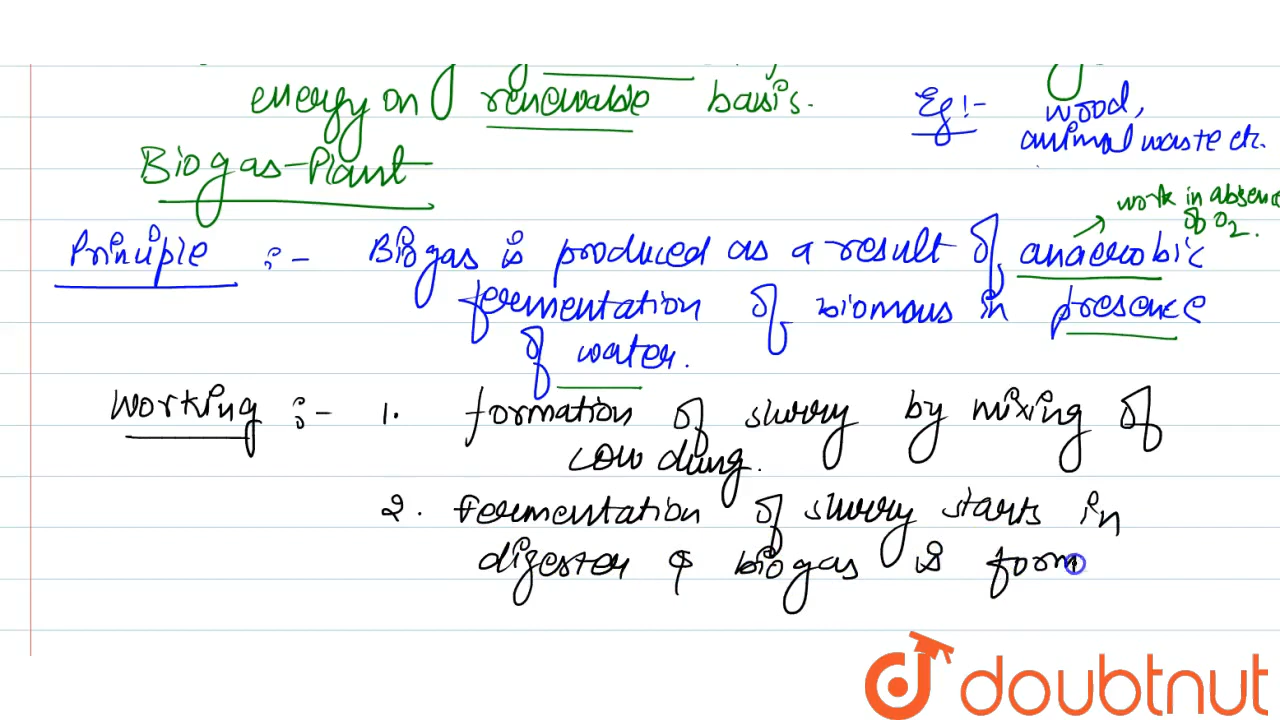 energy on renewable basis.
Eg :- wood,
animal waste etc.
Biogas-Plant
work in absence
of O2.
Principle :- Biogas is produced as a result of anaerobic
fermentation of biomass in presence
of water.
Working :- 1. formation of slurry by mixing of
cow dung.
2. fermentation of slurry starts in
digester & biogas is form
doubtnut